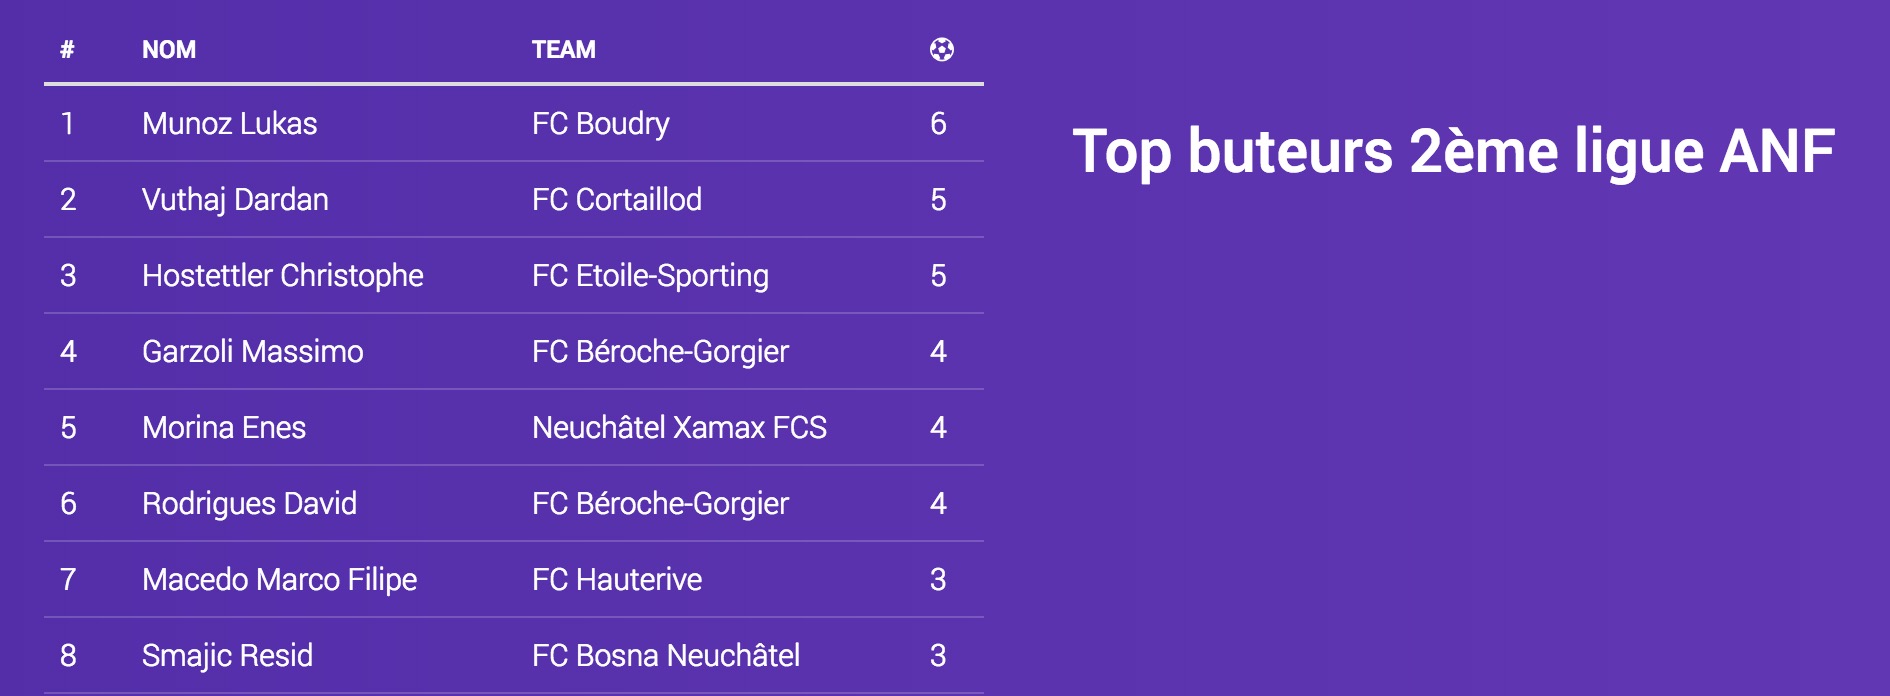 # NOM TEAM
1 Munoz Lukas FC Boudry 6
2 Vuthaj Dardan FC Cortaillod 5
3 Hostettler Christophe FC Etoile-Sporting 5
4 Garzoli Massimo FC Béroche-Gorgier 4
5 Morina Enes Neuchâtel Xamax FCS 4
6 Rodrigues David FC Béroche-Gorgier 4
7 Macedo Marco Filipe FC Hauterive 3
8 Smajic Resid FC Bosna Neuchâtel 3
Top buteurs 2ème ligue ANF